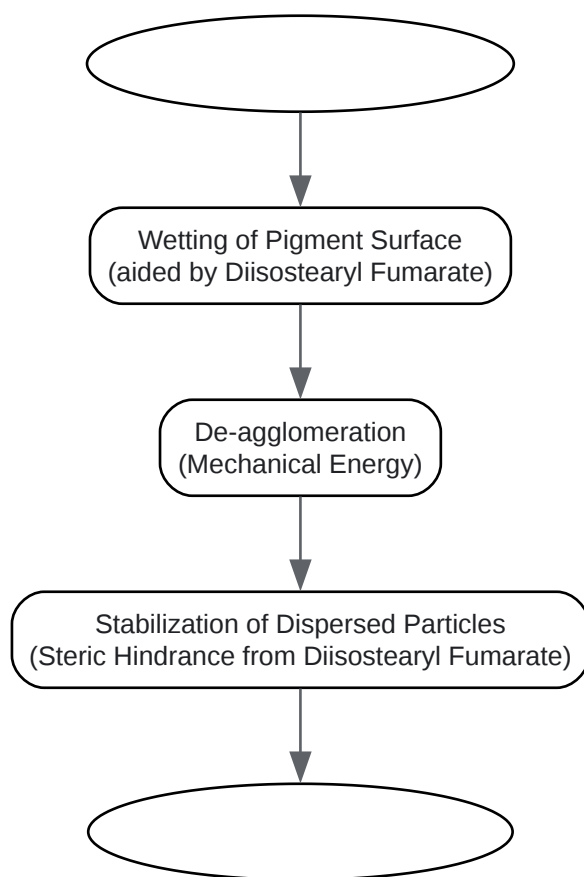 Wetting of Pigment Surface
(aided by Diisostearyl Fumarate)
De-agglomeration
(Mechanical Energy)
Stabilization of Dispersed Particles
(Steric Hindrance from Diisostearyl Fumarate)